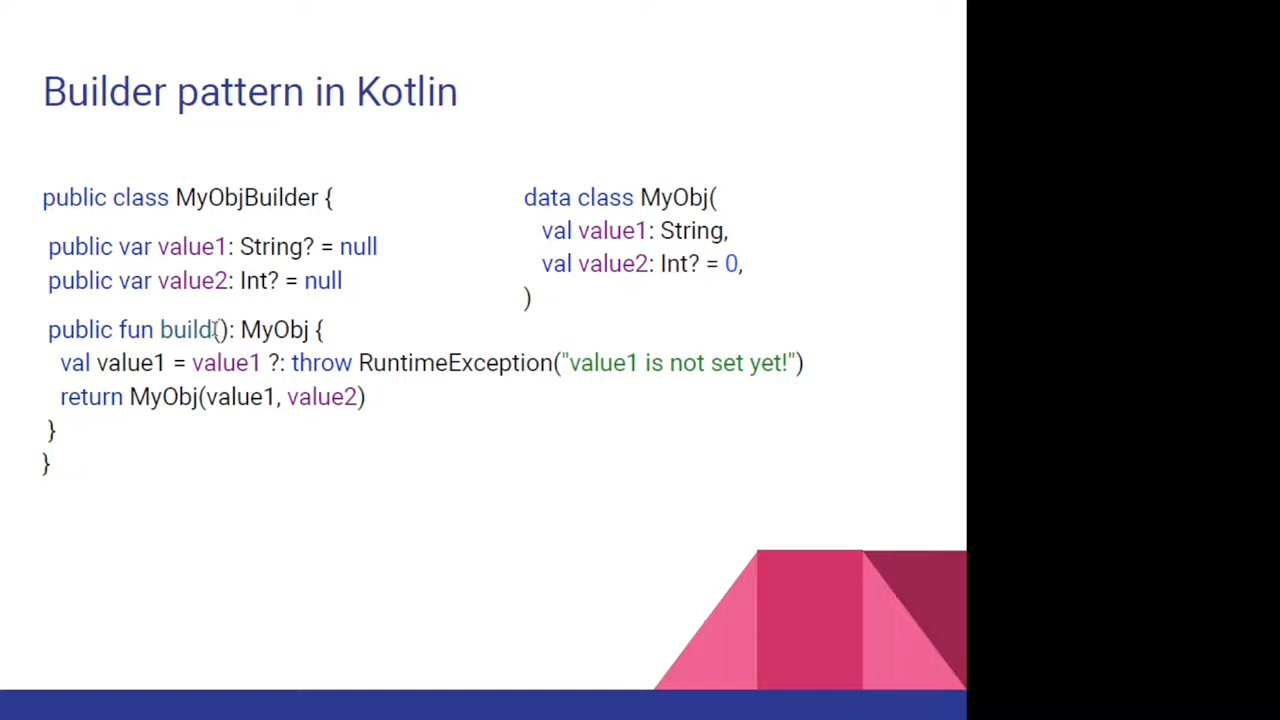 Builder pattern in Kotlin
public class MyObjBuilder {
public var value1: String? = null
public var value2: Int? = null
public fun build(): MyObj {
val value1 = value1 ?: throw RuntimeException("value1 is not set yet!")
return MyObj(value1, value2)
}
}
data class MyObj(
val value1: String,
val value2: Int? = 0,
)